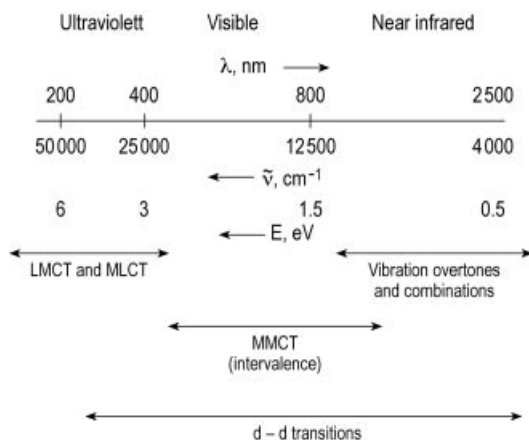 Ultraviolett Visible Near infrared
λ, nm
200 400 800 2500
50000 25000 12500 4000
ν̃, cm⁻¹
6 3 1.5 0.5
E, eV
LMCT and MLCT Vibration overtones
and combinations
MMCT
(intervalence)
d – d transitions